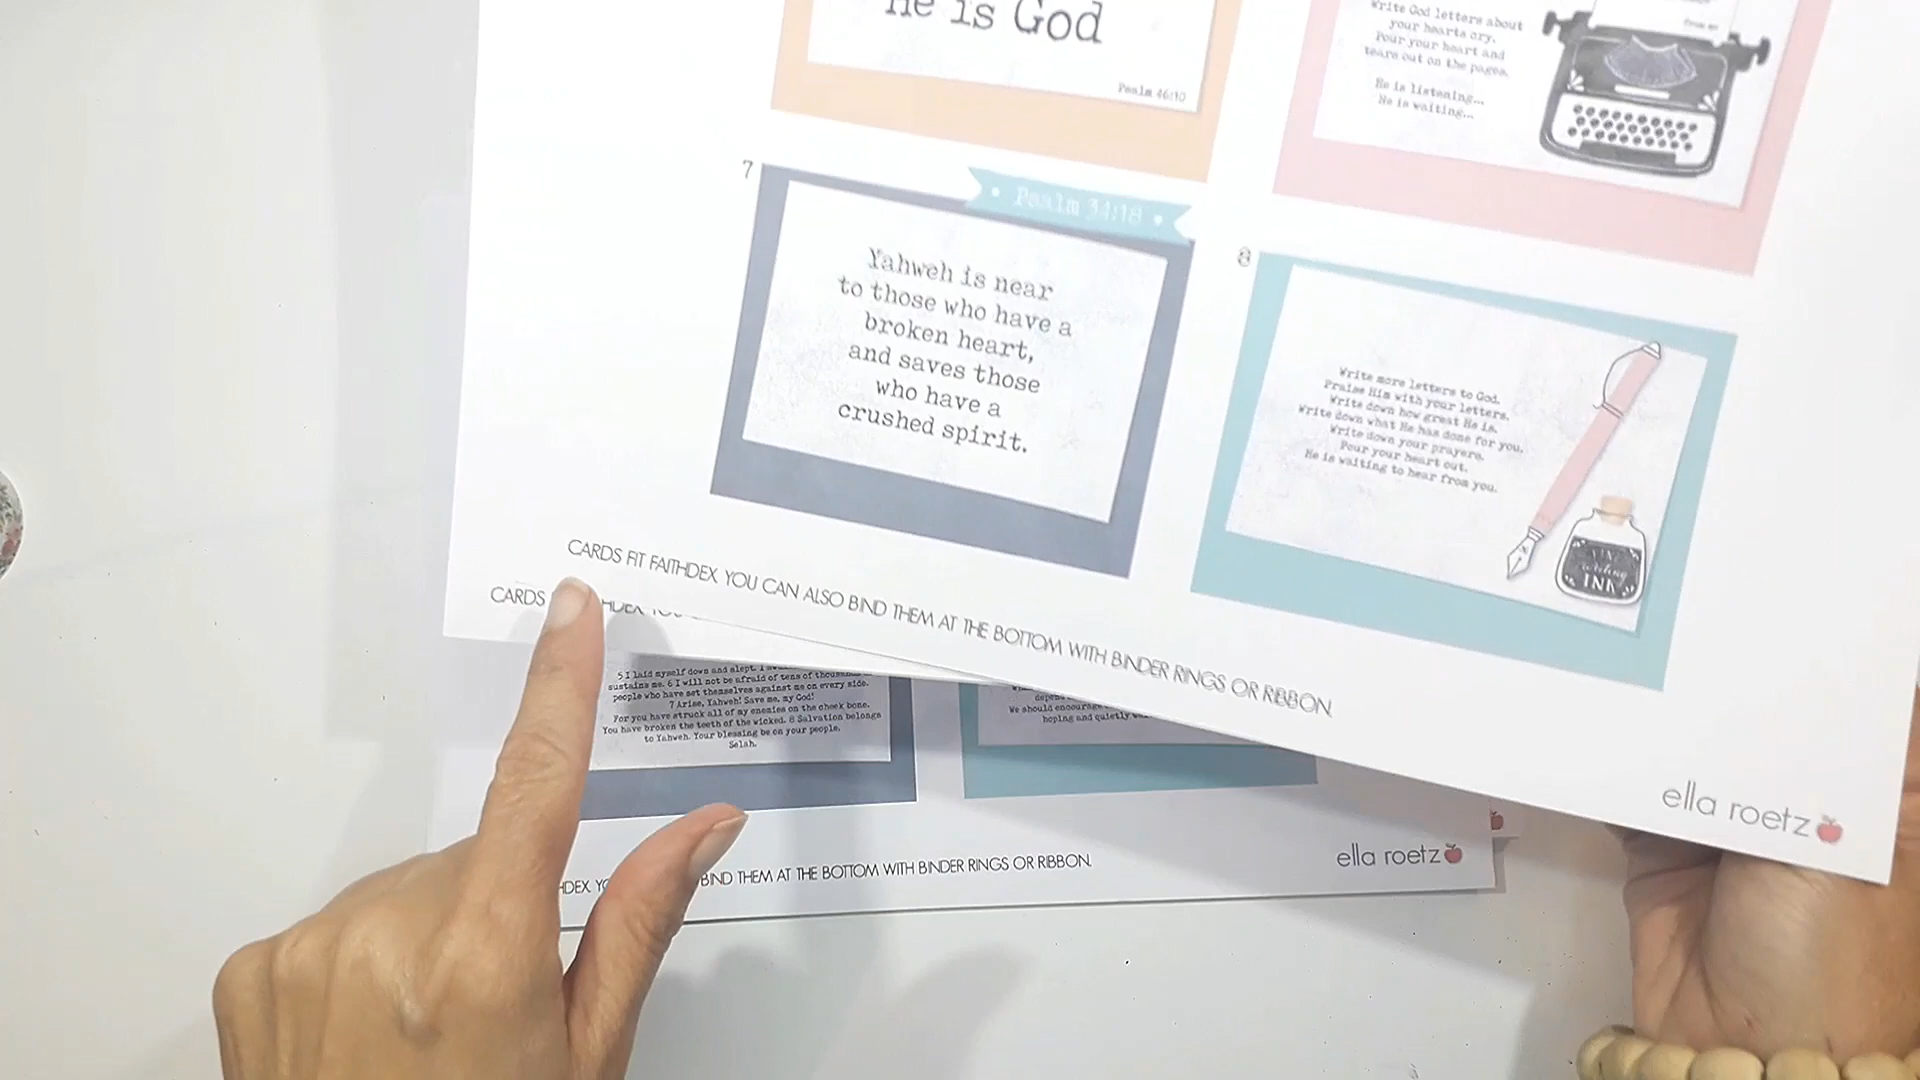 He is God
Psalm 46:10
Write God letters about
your hearts cry.
Pour your heart and
tears out on the pages.
He is listening...
He is waiting...
7
Psalm 34:18
Yahweh is near
to those who have a
broken heart,
and saves those
who have a
crushed spirit.
8
Write more letters to God.
Praise Him with your letters.
Write down how great He is.
Write down what He has done for you.
Write down your prayers.
Pour your heart out.
He is waiting to hear from you.
writing
INK
CARDS FIT FAITHDEX YOU CAN ALSO BIND THEM AT THE BOTTOM WITH BINDER RINGS OR RIBBON.
ella roetz
CARDS
5 I laid myself down and slept. I
sustains me. 6 I will not be afraid of tens of
people who have set themselves against me on every side.
7 Arise, Yahweh! Save me, my God!
For you have struck all of my enemies on the cheek bone.
You have broken the teeth of the wicked. 8 Salvation belongs
to Yahweh. Your blessing be on your people.
Selah.
We should
hoping and quietly
BIND THEM AT THE BOTTOM WITH BINDER RINGS OR RIBBON.
ella roetz